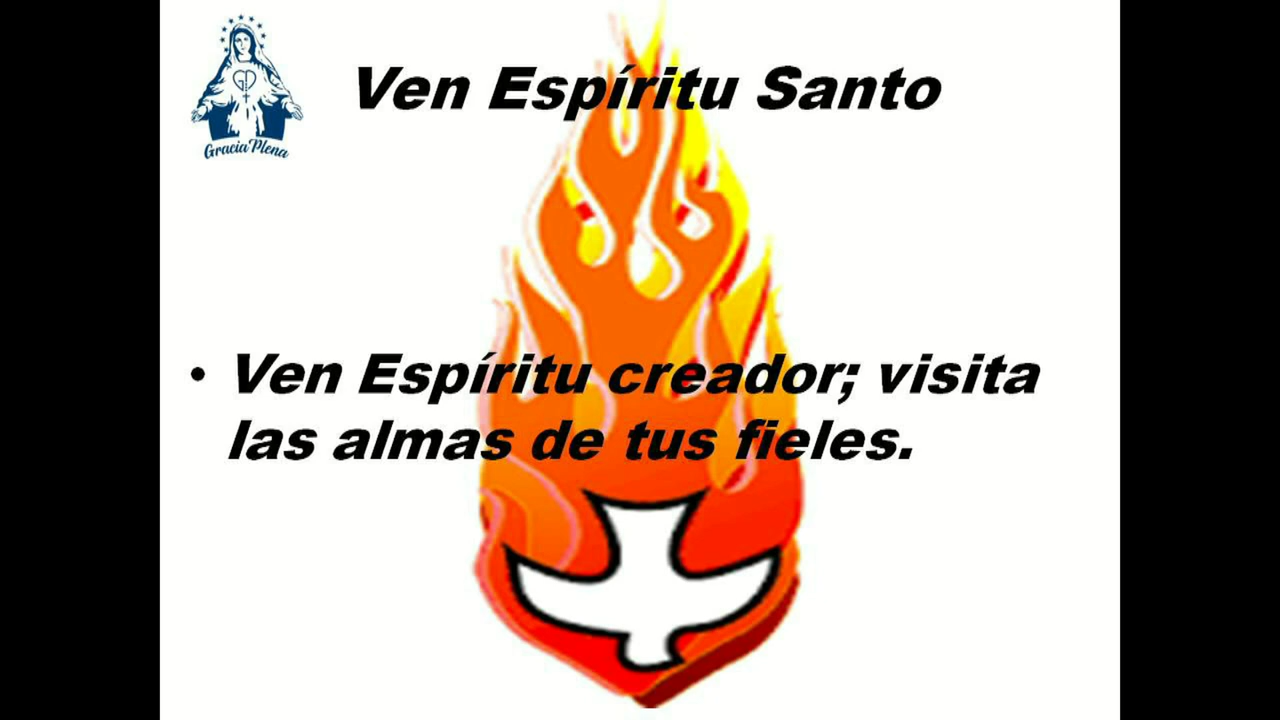 Gracia Plena
Ven Espíritu Santo
• Ven Espíritu creador; visita
las almas de tus fieles.